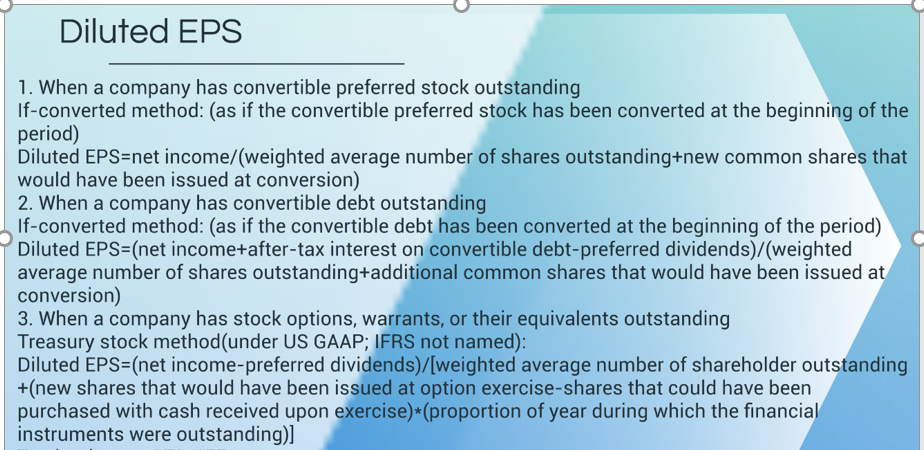 Diluted EPS
1. When a company has convertible preferred stock outstanding
If-converted method: (as if the convertible preferred stock has been converted at the beginning of the
period)
Diluted EPS=net income/(weighted average number of shares outstanding+new common shares that
would have been issued at conversion)
2. When a company has convertible debt outstanding
If-converted method: (as if the convertible debt has been converted at the beginning of the period)
Diluted EPS=(net income+after-tax interest on convertible debt-preferred dividends)/(weighted
average number of shares outstanding+additional common shares that would have been issued at
conversion)
3. When a company has stock options, warrants, or their equivalents outstanding
Treasury stock method(under US GAAP; IFRS not named):
Diluted EPS=(net income-preferred dividends)/[weighted average number of shareholder outstanding
+(new shares that would have been issued at option exercise-shares that could have been
purchased with cash received upon exercise)*(proportion of year during which the financial
instruments were outstanding)]